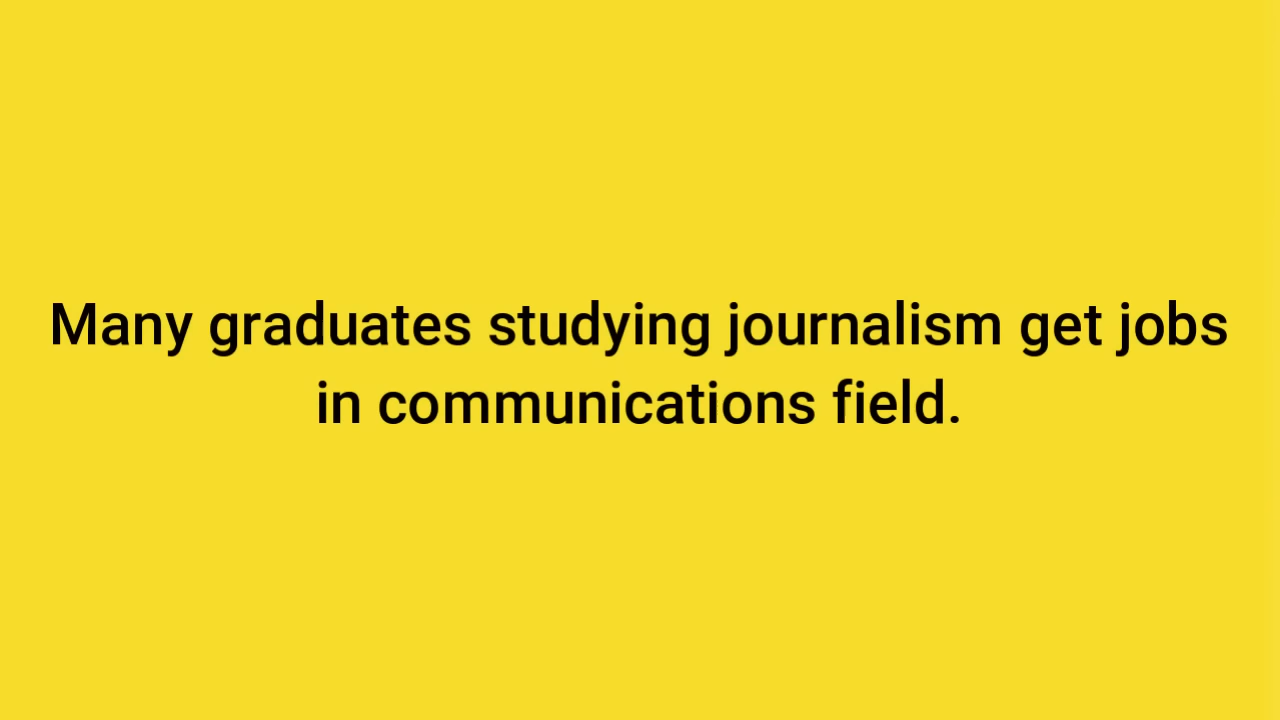 Many graduates studying journalism get jobs
in communications field.